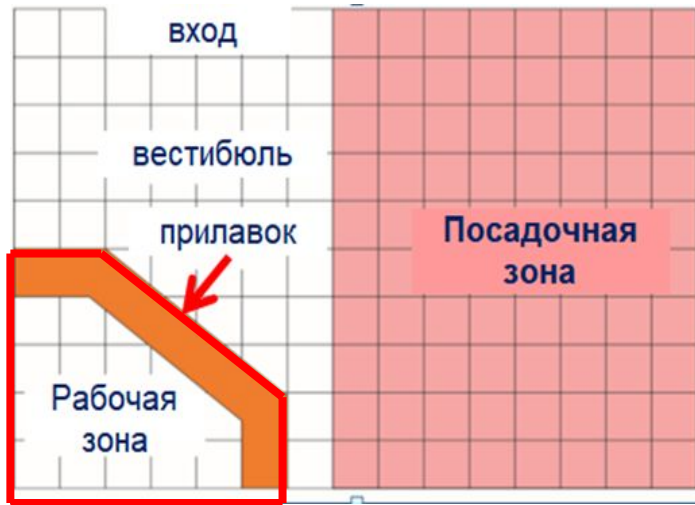 вход
вестибюль
прилавок
Посадочная
зона
Рабочая
зона